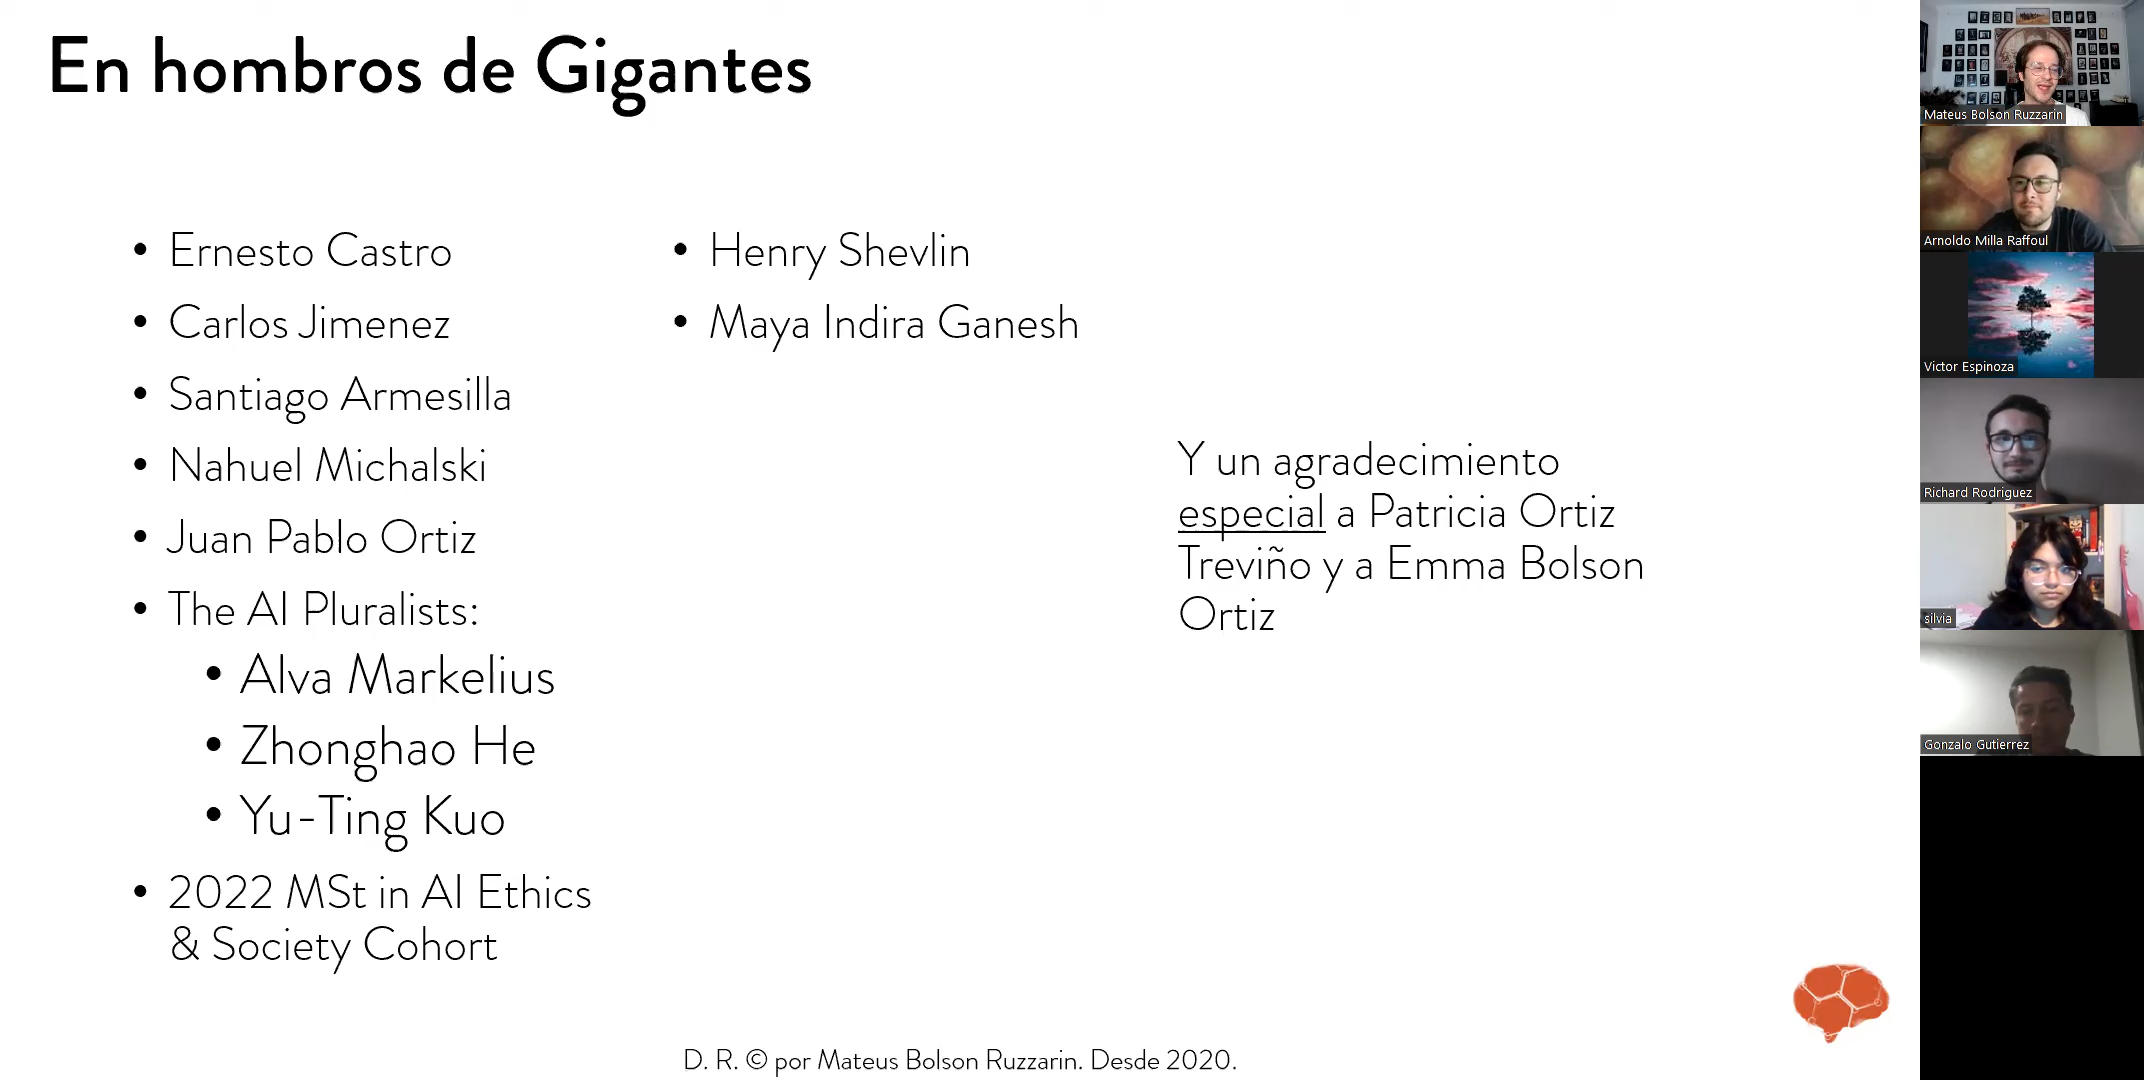 En hombros de Gigantes
• Ernesto Castro
• Carlos Jimenez
• Santiago Armesilla
• Nahuel Michalski
• Juan Pablo Ortiz
• The AI Pluralists:
• Alva Markelius
• Zhonghao He
• Yu-Ting Kuo
• 2022 MSt in AI Ethics
& Society Cohort
• Henry Shevlin
• Maya Indira Ganesh
Y un agradecimiento
especial a Patricia Ortiz
Treviño y a Emma Bolson
Ortiz
D. R. © por Mateus Bolson Ruzzarin. Desde 2020.
Mateus Bolson Ruzzarin
Arnoldo Milla Raffoul
Victor Espinoza
Richard Rodriguez
silvia
Gonzalo Gutierrez